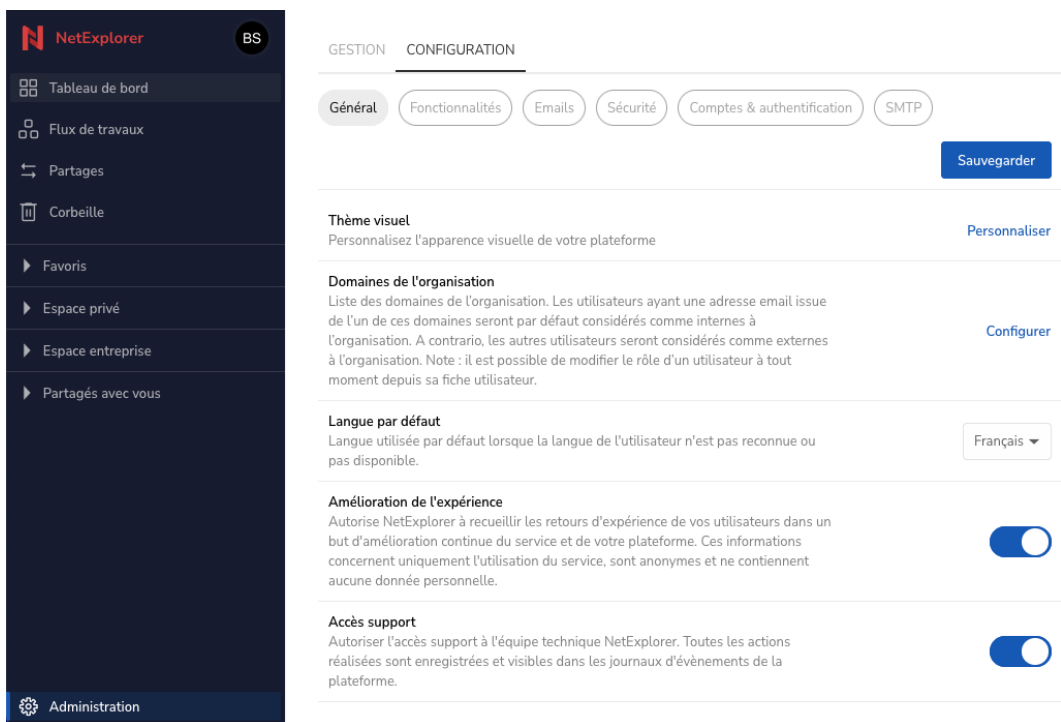 NetExplorer
BS
Tableau de bord
Flux de travaux
Partages
Corbeille
Favoris
Espace privé
Espace entreprise
Partagés avec vous
Administration
GESTION
CONFIGURATION
Général
Fonctionnalités
Emails
Sécurité
Comptes & authentification
SMTP
Sauvegarder
Thème visuel
Personnalisez l'apparence visuelle de votre plateforme
Personnaliser
Domaines de l'organisation
Liste des domaines de l’organisation. Les utilisateurs ayant une adresse email issue
de l’un de ces domaines seront par défaut considérés comme internes à
l’organisation. A contrario, les autres utilisateurs seront considérés comme externes
à l’organisation. Note : il est possible de modifier le rôle d’un utilisateur à tout
moment depuis sa fiche utilisateur.
Configurer
Langue par défaut
Langue utilisée par défaut lorsque la langue de l'utilisateur n'est pas reconnue ou
pas disponible.
Français
Amélioration de l'expérience
Autorise NetExplorer à recueillir les retours d'expérience de vos utilisateurs dans un
but d'amélioration continue du service et de votre plateforme. Ces informations
concernent uniquement l'utilisation du service, sont anonymes et ne contiennent
aucune donnée personnelle.
Accès support
Autoriser l'accès support à l'équipe technique NetExplorer. Toutes les actions
réalisées sont enregistrées et visibles dans les journaux d'évènements de la
plateforme.